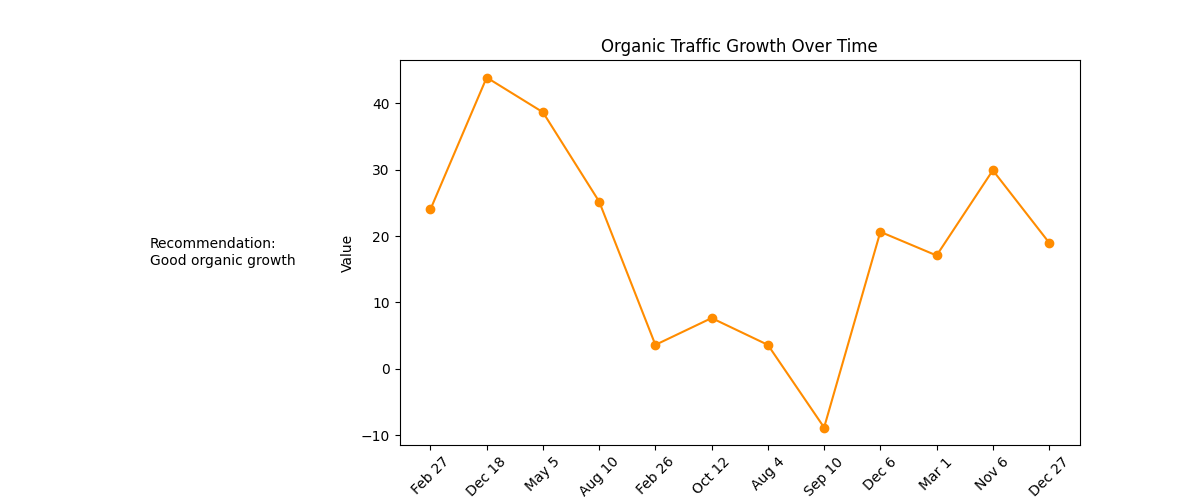 Organic Traffic Growth Over Time
Recommendation:
Good organic growth
Value
40
30
20
10
0
−10
Feb 27
Dec 18
May 5
Aug 10
Feb 26
Oct 12
Aug 4
Sep 10
Dec 6
Mar 1
Nov 6
Dec 27